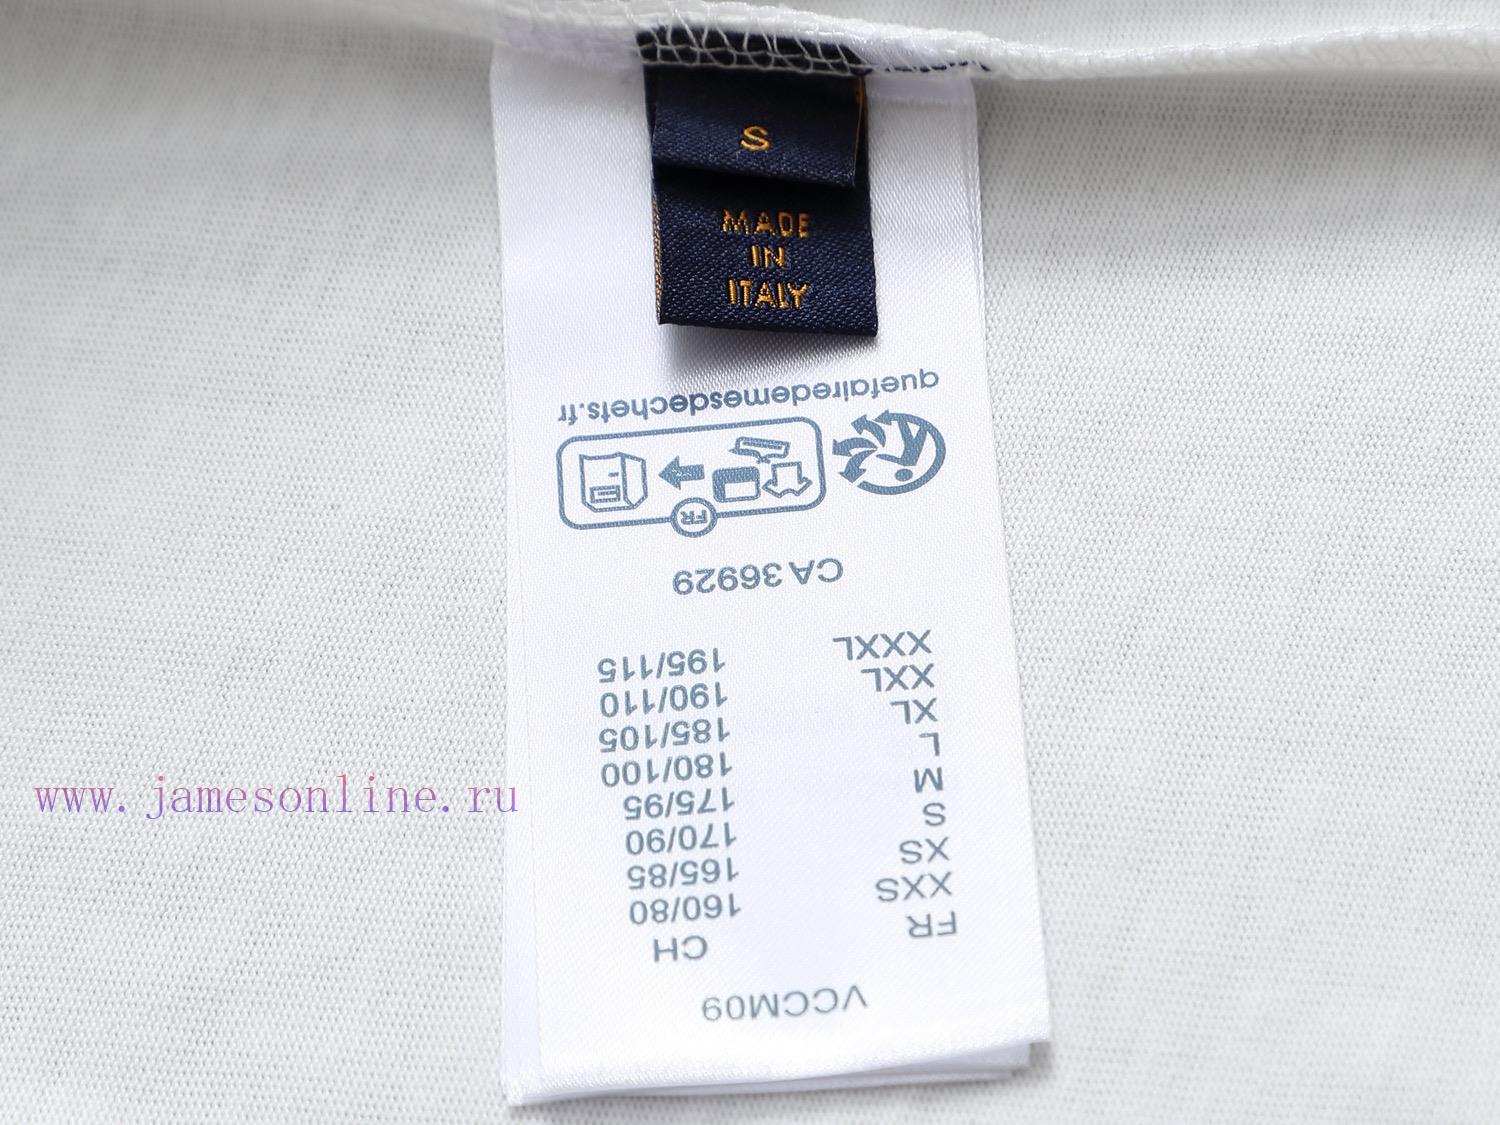 S
MADE
IN
ITALY
VCCM09
FR CH
XXS 160/80
XS 165/85
S 170/90
M 175/95
L 180/100
XL 185/105
XXL 190/110
XXXL 195/115
CA 36929
FR
quefairedemesdechets.fr
www.jamesonline.ru